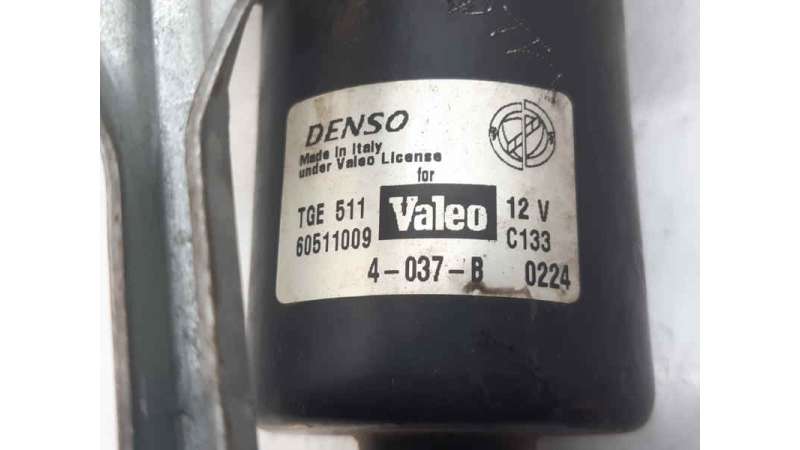 DENSO
Made in Italy
under Valeo License
for
TGE 511 Valeo 12 V
60511009 C133
4-037-B 0224